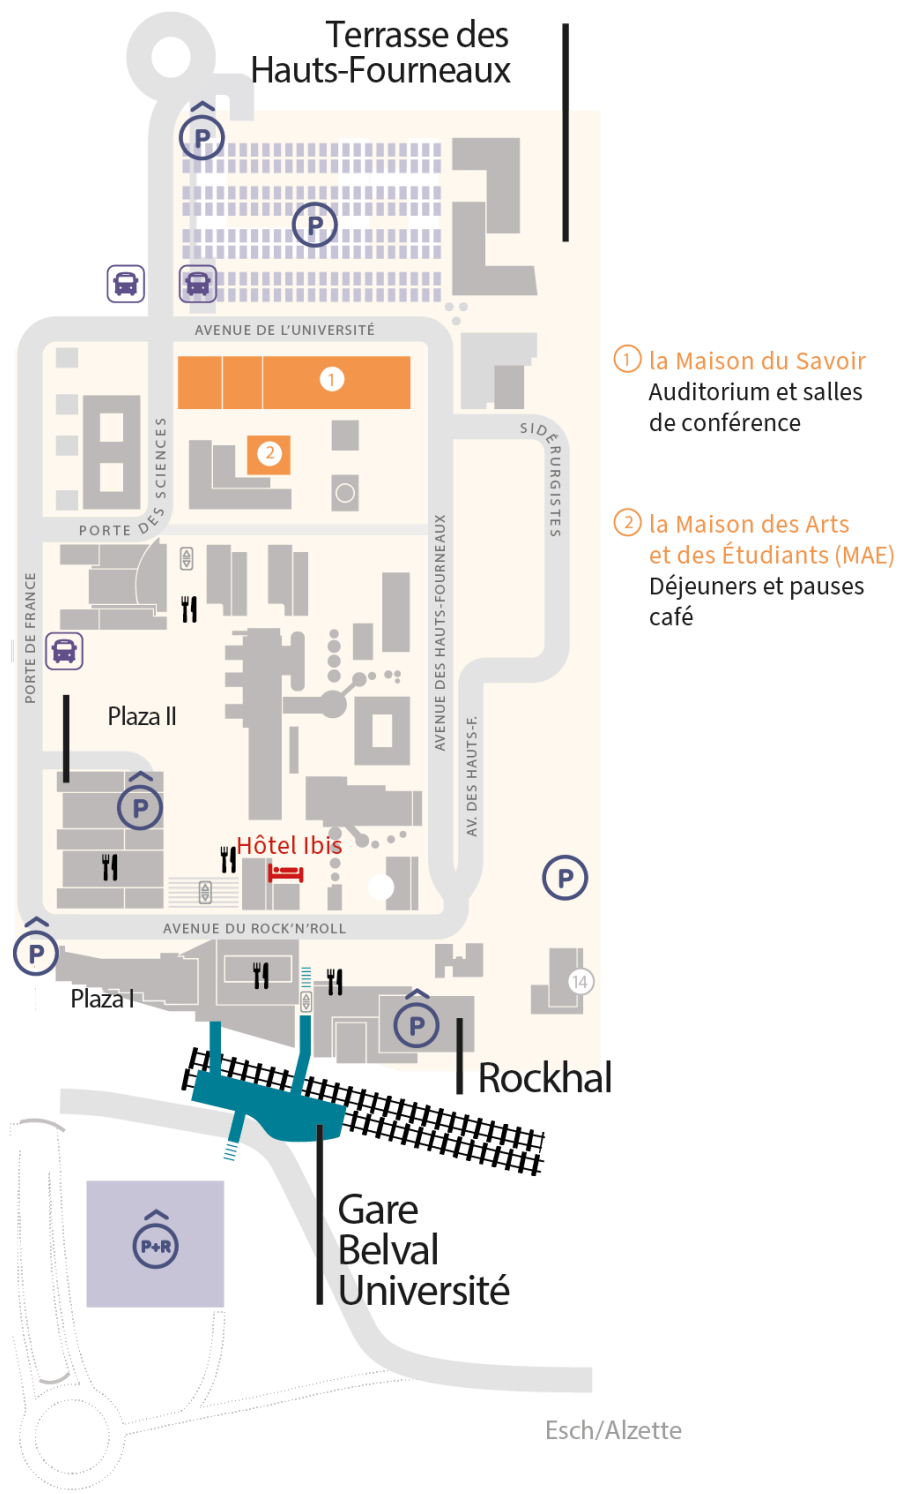 Terrasse des
Hauts-Fourneaux
P
P
AVENUE DE L'UNIVERSITÉ
1
1 la Maison du Savoir
Auditorium et salles
de conférence
2
SIDÉRURGISTES
PORTE DES SCIENCES
2 la Maison des Arts
et des Étudiants (MAE)
Déjeuners et pauses
café
PORTE DE FRANCE
AVENUE DES HAUTS-FOURNEAUX
Plaza II
AV. DES HAUTS-F.
P
Hôtel Ibis
P
AVENUE DU ROCK'N'ROLL
P
14
Plaza I
P
Rockhal
Gare
Belval
Université
P+R
Esch/Alzette